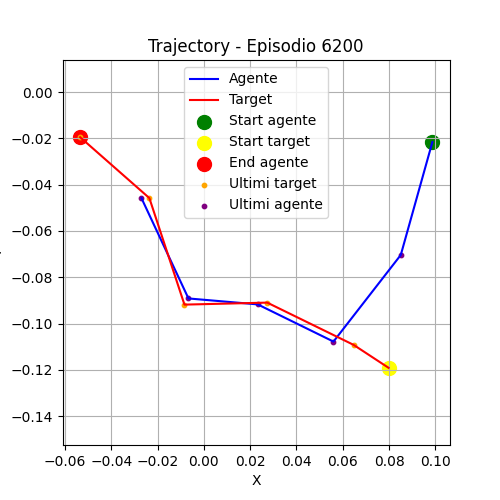 Trajectory - Episodio 6200
Agente
Target
Start agente
Start target
End agente
Ultimi target
Ultimi agente
0.00
−0.02
−0.04
−0.06
−0.08
−0.10
−0.12
−0.14
−0.06 −0.04 −0.02 0.00 0.02 0.04 0.06 0.08 0.10
X